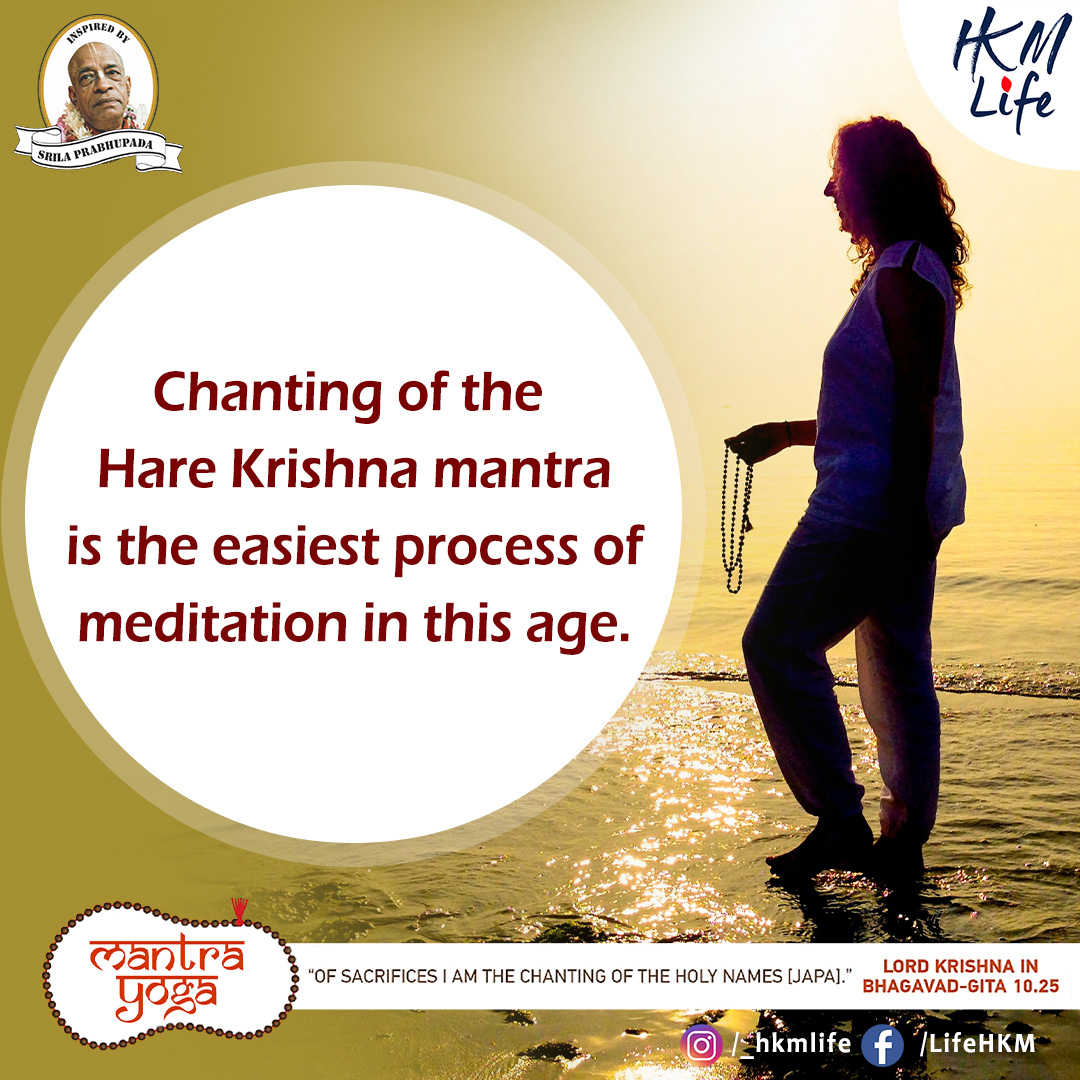 INSPIRED BY
SRILA PRABHUPADA
HKM
Life
Chanting of the
Hare Krishna mantra
is the easiest process of
meditation in this age.
mantra
yoga
“OF SACRIFICES I AM THE CHANTING OF THE HOLY NAMES [JAPA].”
LORD KRISHNA IN
BHAGAVAD-GITA 10.25
/_hkmlife
/LifeHKM